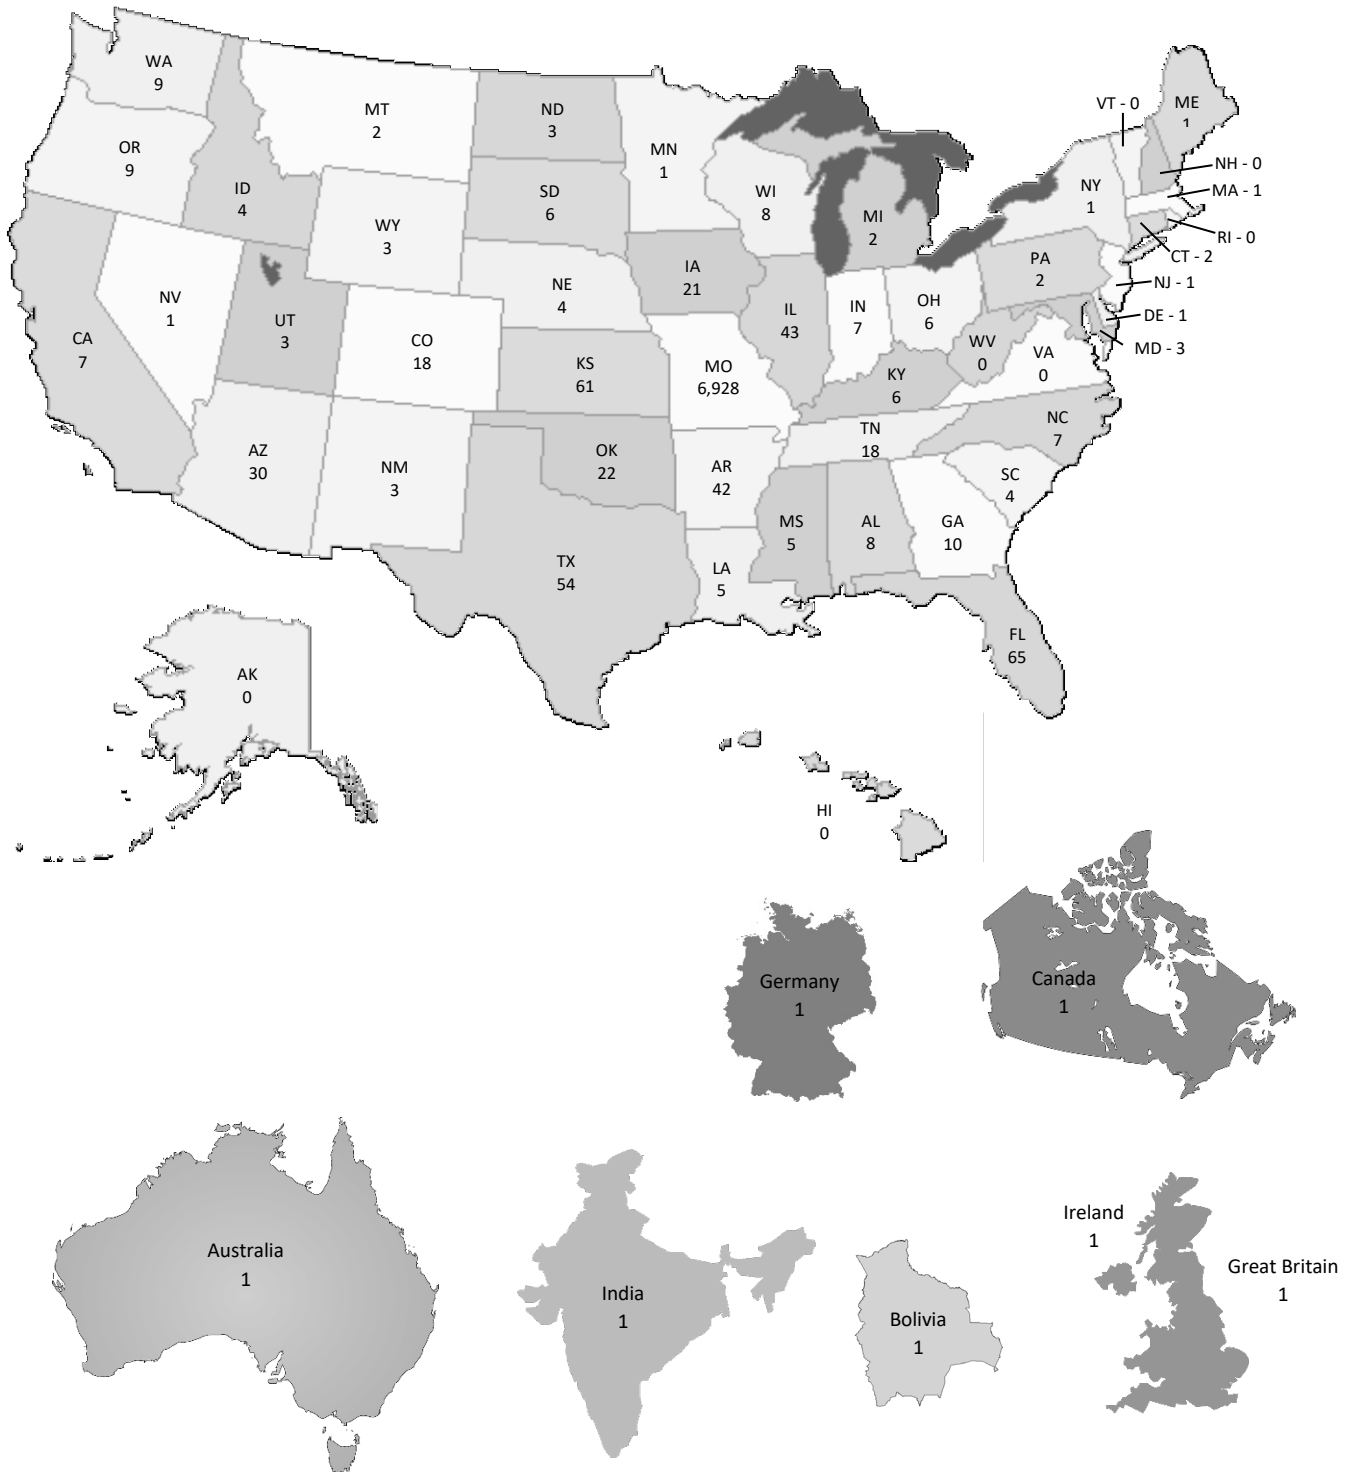 WA
9
MT
2
ND
3
MN
1
VT - 0
ME
1
OR
9
ID
4
SD
6
WI
8
MI
2
NY
1
NH - 0
MA - 1
RI - 0
CT - 2
WY
3
IA
21
PA
2
NJ - 1
NV
1
UT
3
NE
4
IL
43
IN
7
OH
6
DE - 1
MD - 3
CA
7
CO
18
KS
61
MO
6,928
KY
6
WV
0
VA
0
AZ
30
NM
3
OK
22
AR
42
TN
18
NC
7
SC
4
TX
54
LA
5
MS
5
AL
8
GA
10
FL
65
AK
0
HI
0
Germany
1
Canada
1
Australia
1
India
1
Bolivia
1
Ireland
1
Great Britain
1